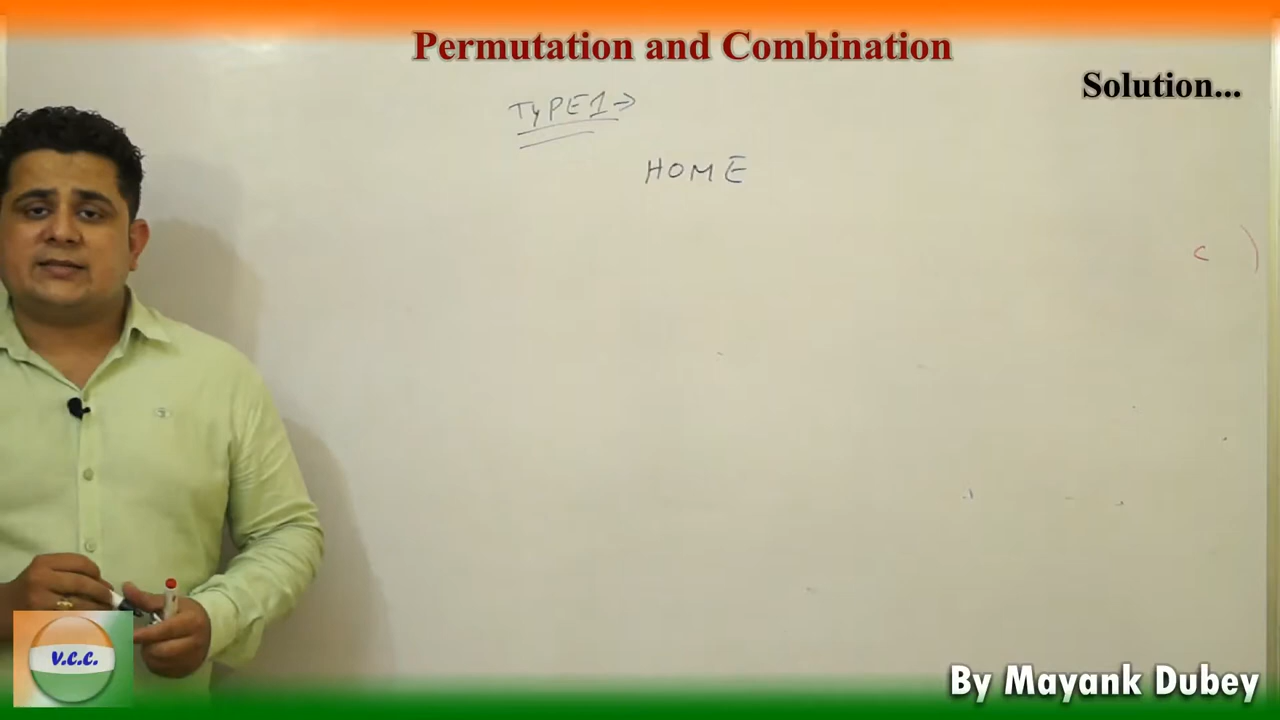 Permutation and Combination
Solution...
TYPE1→
HOME
C )
V.C.C.
By Mayank Dubey